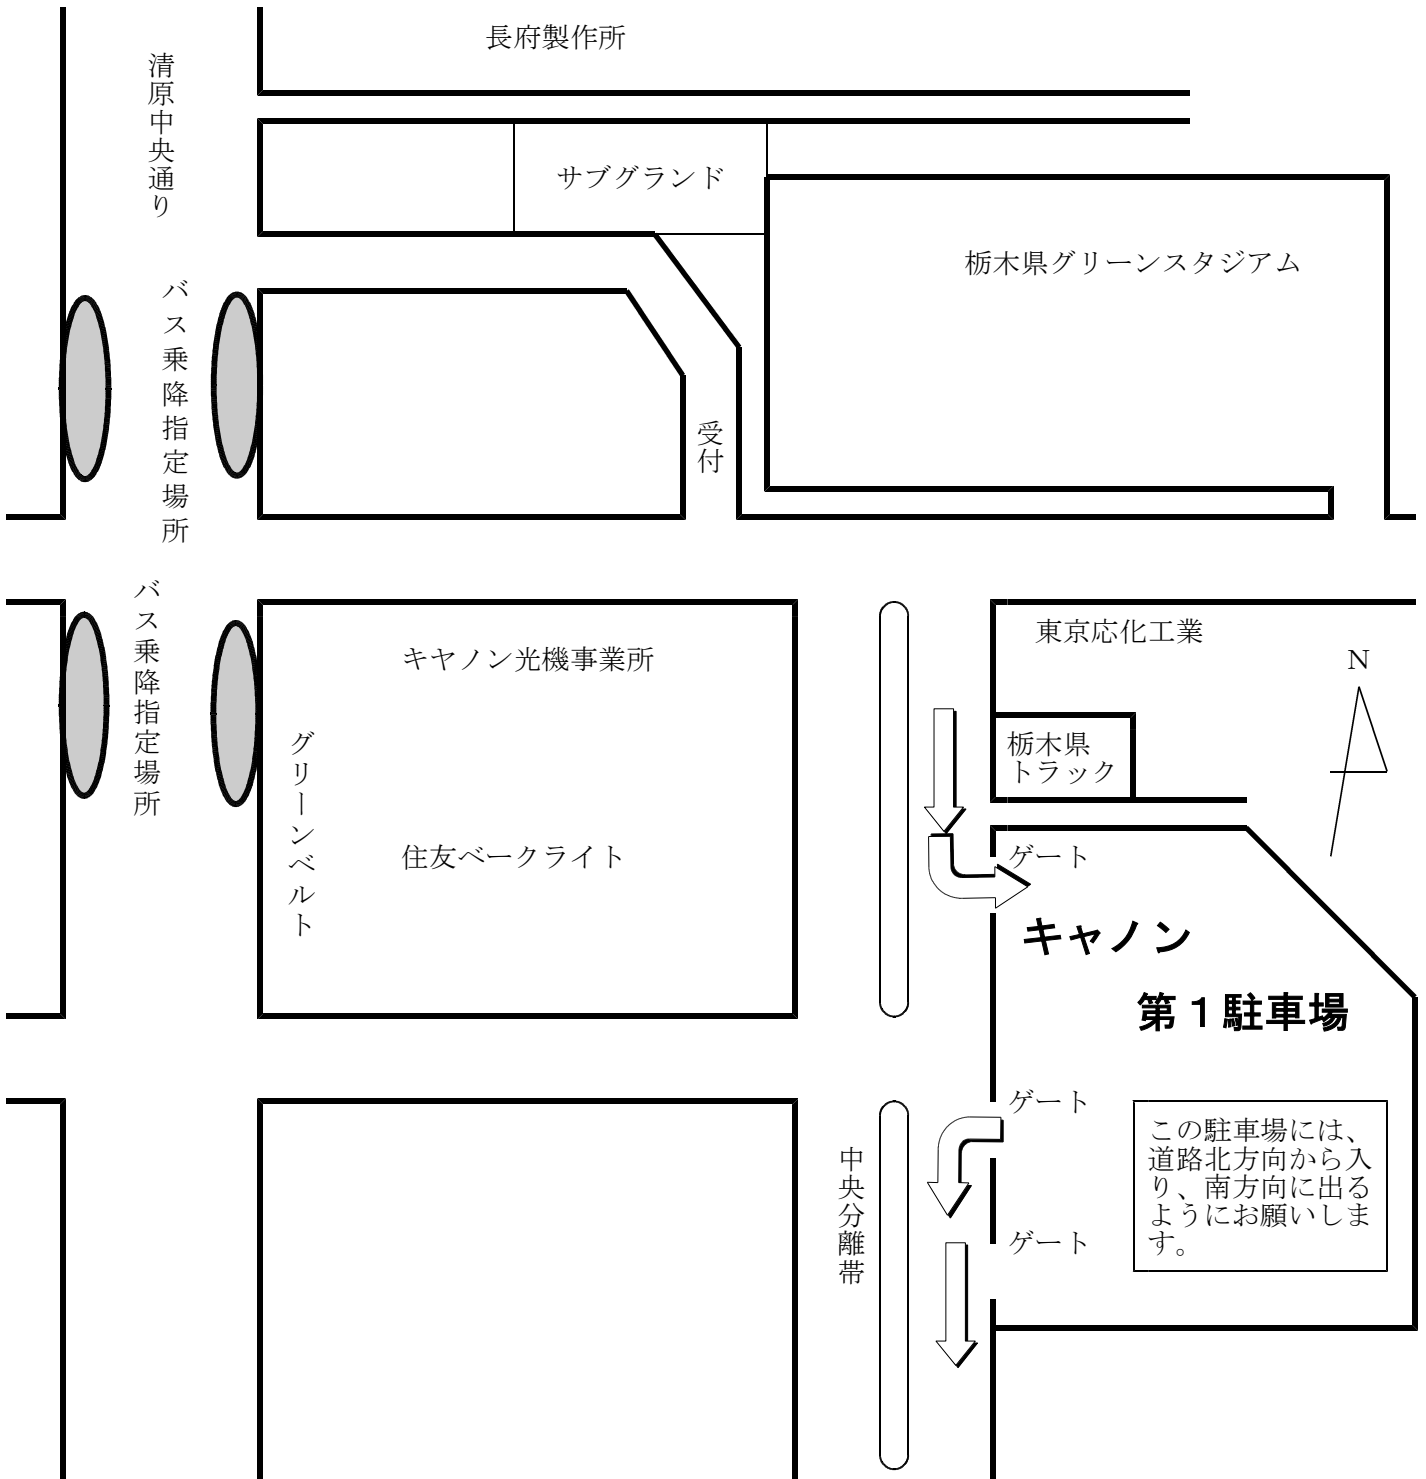 長府製作所
清原中央通り
サブグランド
栃木県グリーンスタジアム
バス乗降指定場所
受付
バス乗降指定場所
キヤノン光機事業所
東京応化工業
N
栃木県
トラック
グリーンベルト
住友ベークライト
ゲート
キャノン
第1駐車場
ゲート
この駐車場には、
道路北方向から入
り、南方向に出る
ようにお願いしま
す。
中央分離帯
ゲート